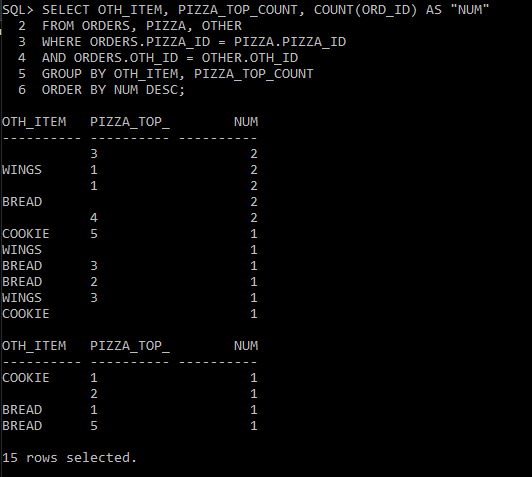 SQL> SELECT OTH_ITEM, PIZZA_TOP_COUNT, COUNT(ORD_ID) AS "NUM"
  2  FROM ORDERS, PIZZA, OTHER
  3  WHERE ORDERS.PIZZA_ID = PIZZA.PIZZA_ID
  4  AND ORDERS.OTH_ID = OTHER.OTH_ID
  5  GROUP BY OTH_ITEM, PIZZA_TOP_COUNT
  6  ORDER BY NUM DESC;
OTH_ITEM   PIZZA_TOP_        NUM
---------- ---------- ----------
           3                   2
WINGS      1                   2
           1                   2
BREAD                          2
           4                   2
COOKIE     5                   1
WINGS                          1
BREAD      3                   1
BREAD      2                   1
WINGS      3                   1
COOKIE                         1
OTH_ITEM   PIZZA_TOP_        NUM
---------- ---------- ----------
COOKIE     1                   1
           2                   1
BREAD      1                   1
BREAD      5                   1
15 rows selected.